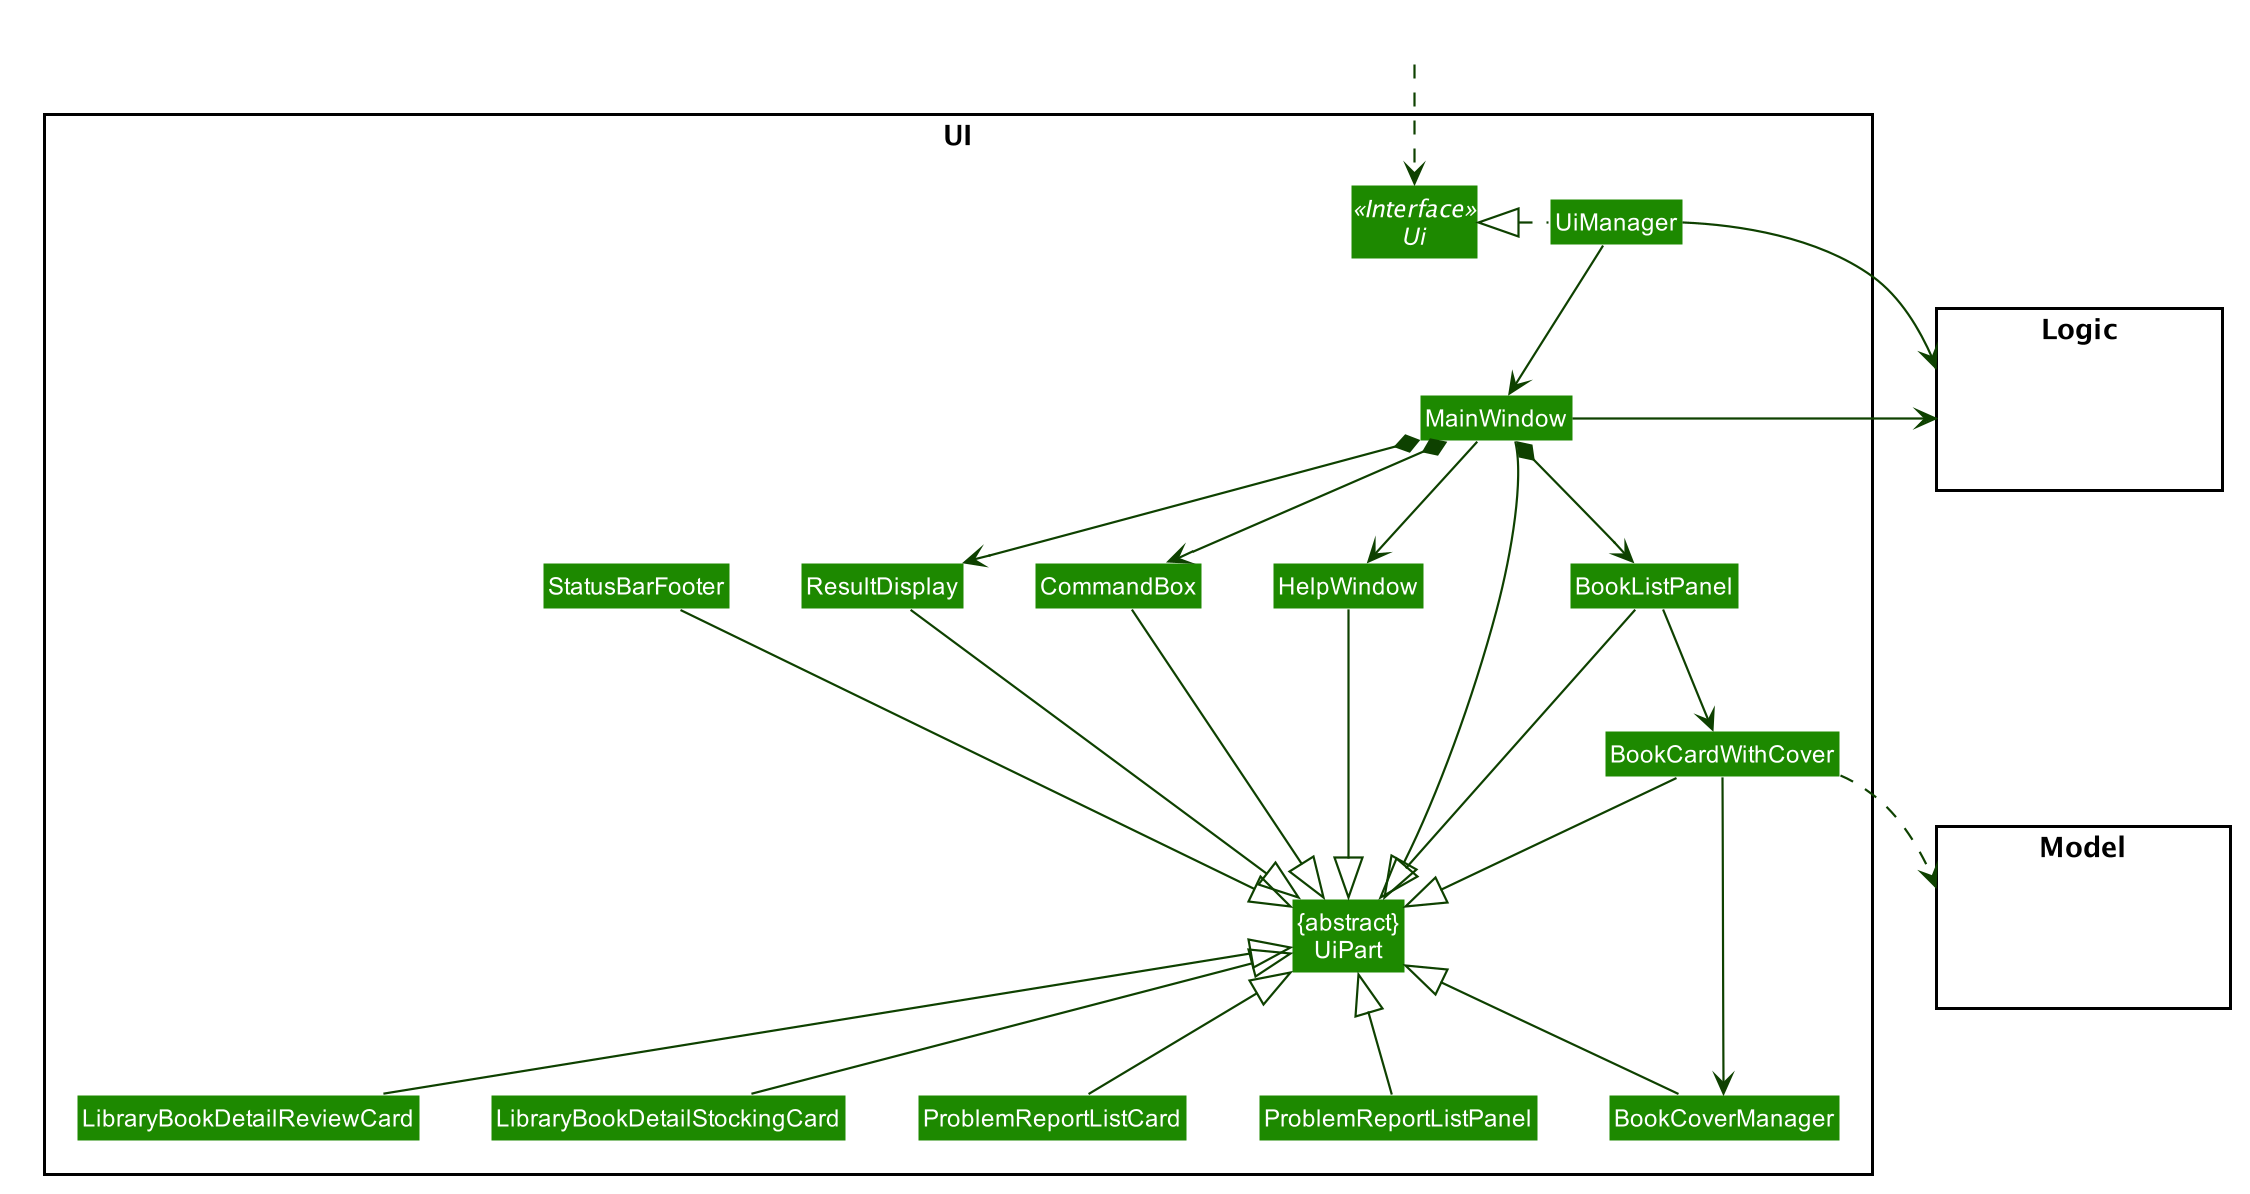 UI
«Interface»
Ui
UiManager
Logic
MainWindow
StatusBarFooter
ResultDisplay
CommandBox
HelpWindow
BookListPanel
BookCardWithCover
Model
{abstract}
UiPart
LibraryBookDetailReviewCard
LibraryBookDetailStockingCard
ProblemReportListCard
ProblemReportListPanel
BookCoverManager